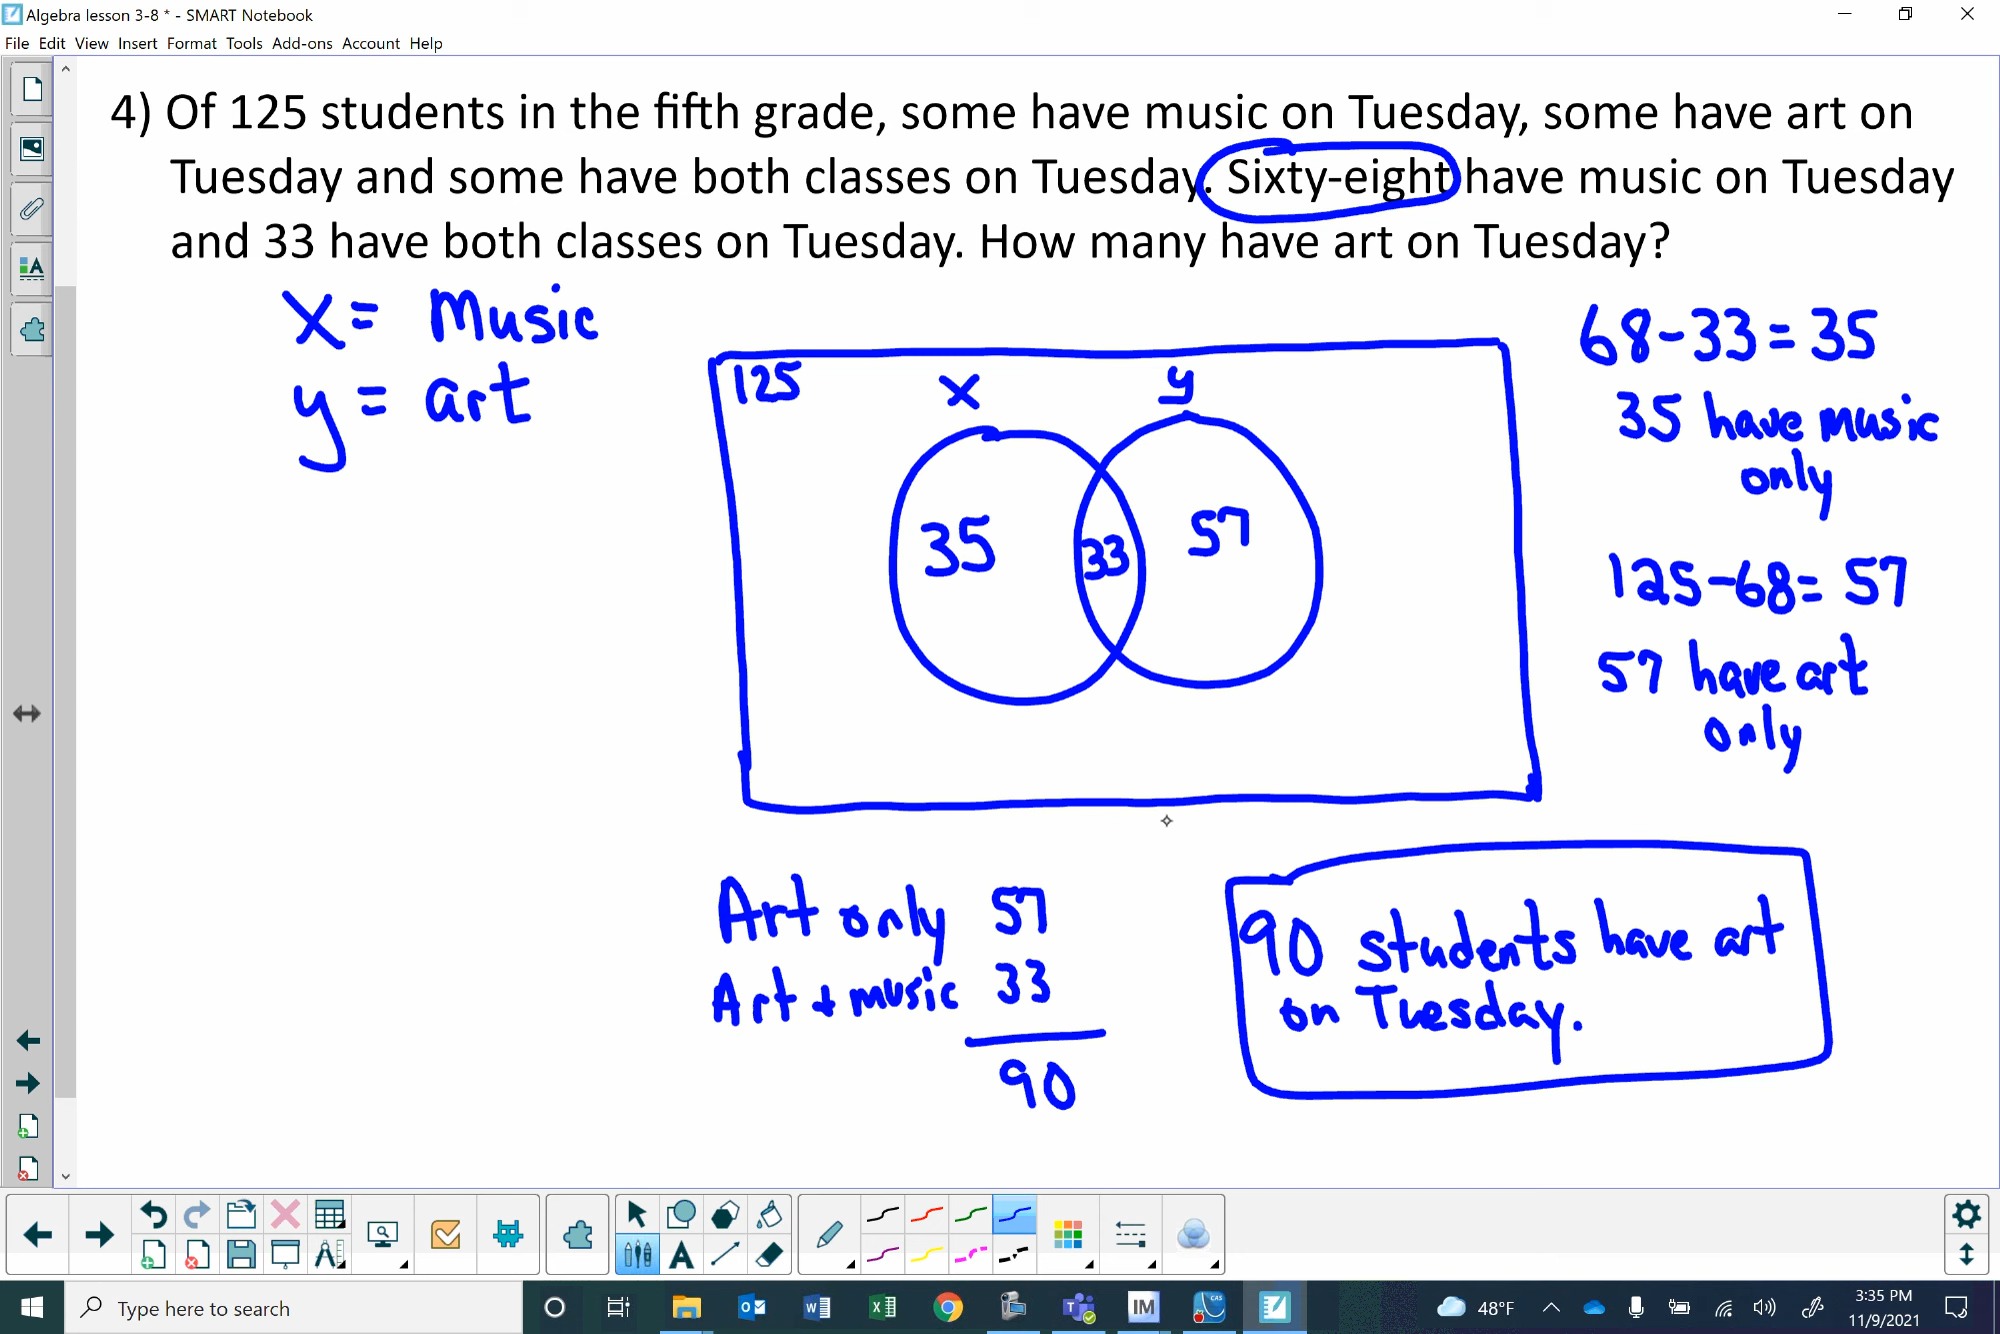 Algebra lesson 3-8 * - SMART Notebook
File Edit View Insert Format Tools Add-ons Account Help
4) Of 125 students in the fifth grade, some have music on Tuesday, some have art on
Tuesday and some have both classes on Tuesday. Sixty-eight have music on Tuesday
and 33 have both classes on Tuesday. How many have art on Tuesday?
x = Music
y = art
125
x
y
35
33
57
68-33=35
35 have music
only
125-68=57
57 have art
only
Art only 57
Art + music 33
90
90 students have art
on Tuesday.
Type here to search
48°F
3:35 PM
11/9/2021